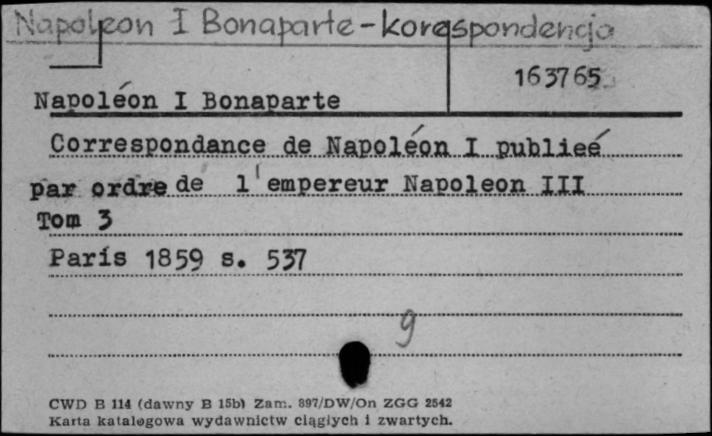 Napoleon I Bonaparte - korespondencja
163765
Napoléon I Bonaparte
Correspondance de Napoléon I publieé
par ordre de l'empereur Napoleon III
Tom 3
Paris 1859 s. 537
9
CWD B 114 (dawny B 15b) Zam. 897/DW/On ZGG 2542
Karta katalogowa wydawnictw ciągłych i zwartych.